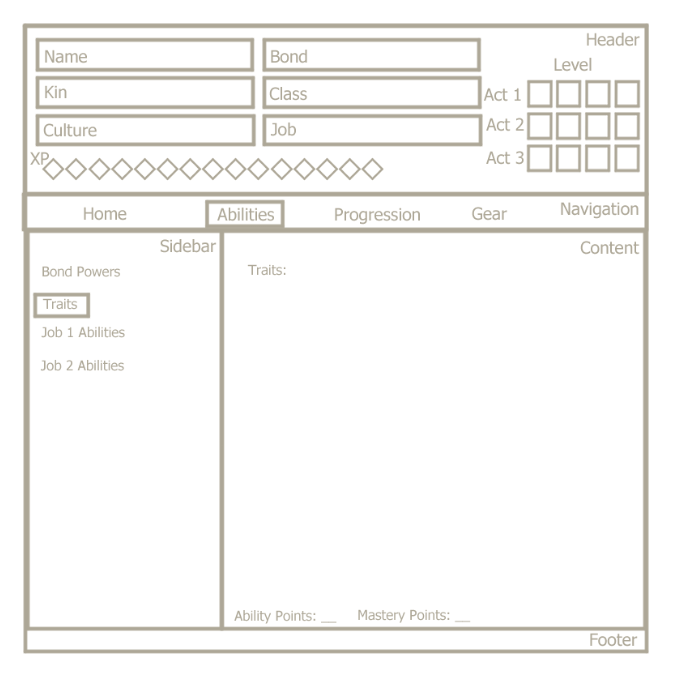 Header
Name
Bond
Level
Kin
Class
Act 1
Culture
Job
Act 2
XP
Act 3
Home
Abilities
Progression
Gear
Navigation
Sidebar
Content
Bond Powers
Traits:
Traits
Job 1 Abilities
Job 2 Abilities
Ability Points: __ Mastery Points: __
Footer